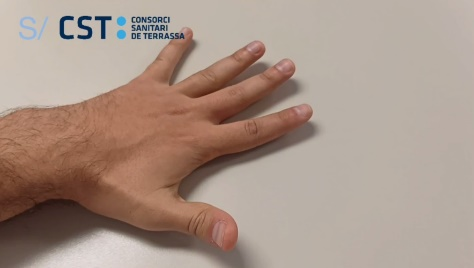 S/ CST:
CONSORCI
SANITARI
DE TERRASSA